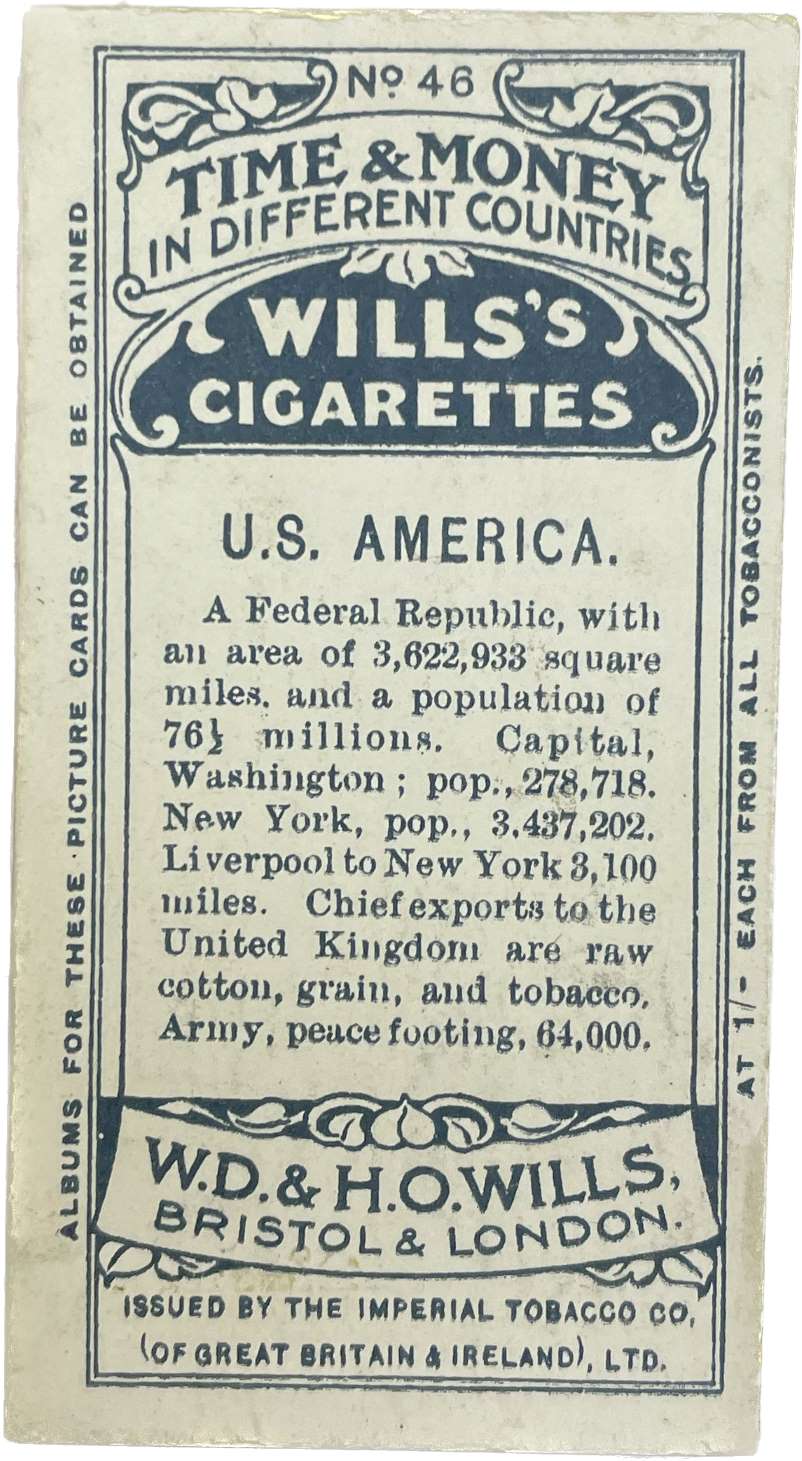 Nº 46
TIME & MONEY
IN DIFFERENT COUNTRIES
WILLS'S
CIGARETTES
U.S. AMERICA.
A Federal Republic, with
an area of 3,622,933 square
miles, and a population of
76½ millions. Capital,
Washington ; pop., 278,718.
New York, pop., 3,437,202.
Liverpool to New York 3,100
miles. Chief exports to the
United Kingdom are raw
cotton, grain, and tobacco.
Army, peace footing, 64,000.
W.D. & H.O. WILLS,
BRISTOL & LONDON.
ISSUED BY THE IMPERIAL TOBACCO CO.
(OF GREAT BRITAIN & IRELAND), LTD.
ALBUMS FOR THESE PICTURE CARDS CAN BE OBTAINED
AT 1/- EACH FROM ALL TOBACCONISTS.